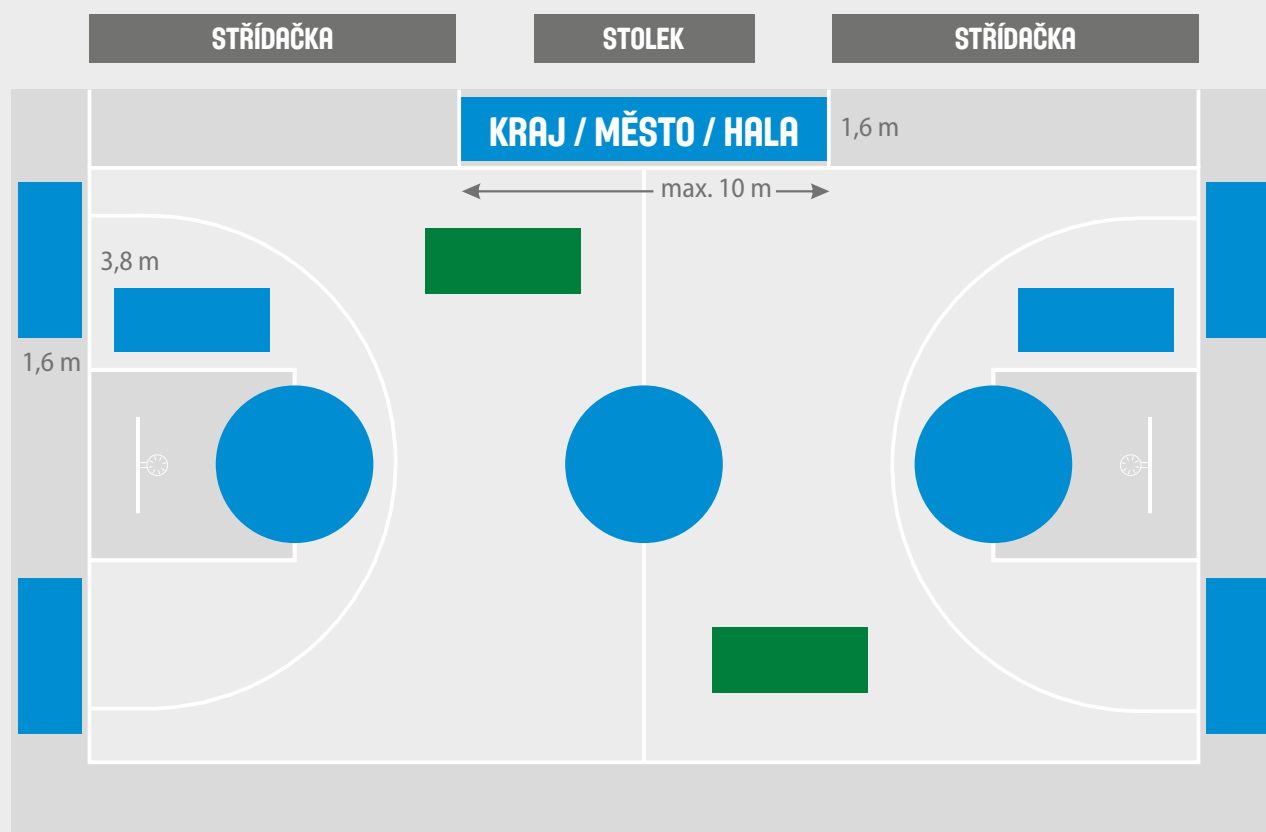 STŘÍDAČKA
STOLEK
STŘÍDAČKA
KRAJ / MĚSTO / HALA
1,6 m
max. 10 m
3,8 m
1,6 m